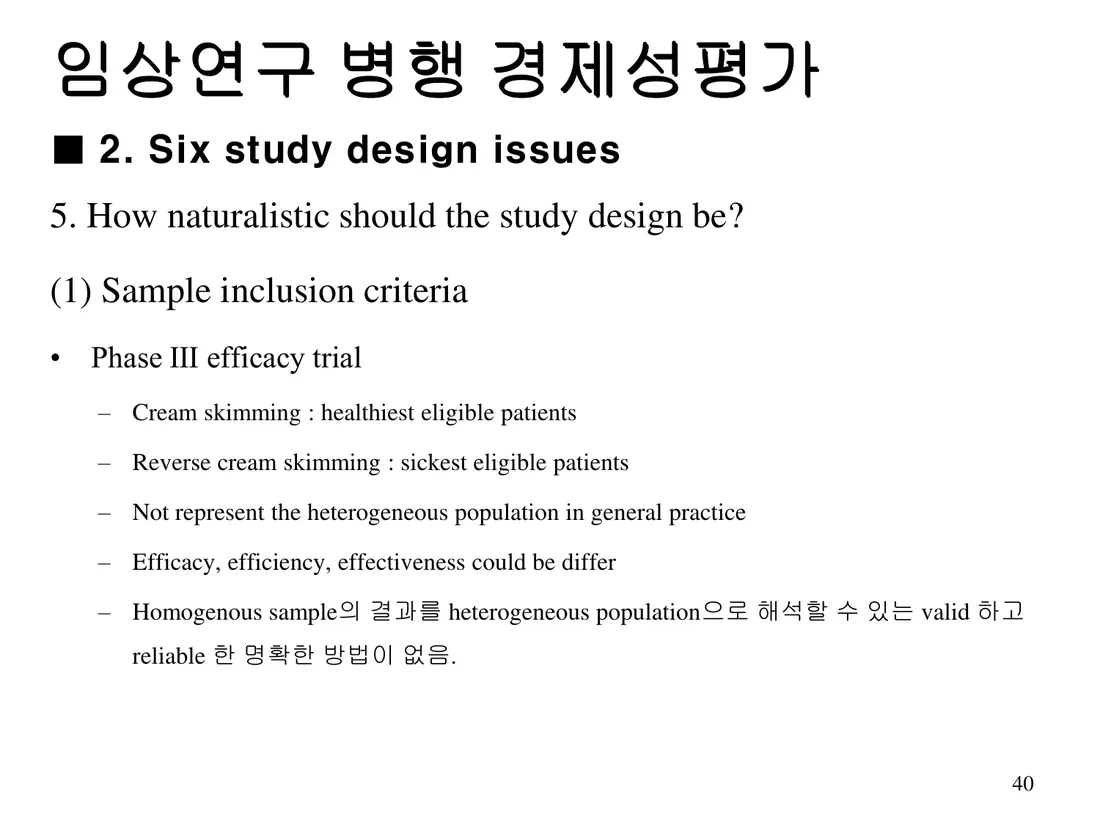 임상연구 병행 경제성평가
■ 2. Six study design issues
5. How naturalistic should the study design be?
(1) Sample inclusion criteria
• Phase III efficacy trial
– Cream skimming : healthiest eligible patients
– Reverse cream skimming : sickest eligible patients
– Not represent the heterogeneous population in general practice
– Efficacy, efficiency, effectiveness could be differ
– Homogenous sample의 결과를 heterogeneous population으로 해석할 수 있는 valid 하고
reliable 한 명확한 방법이 없음.
40